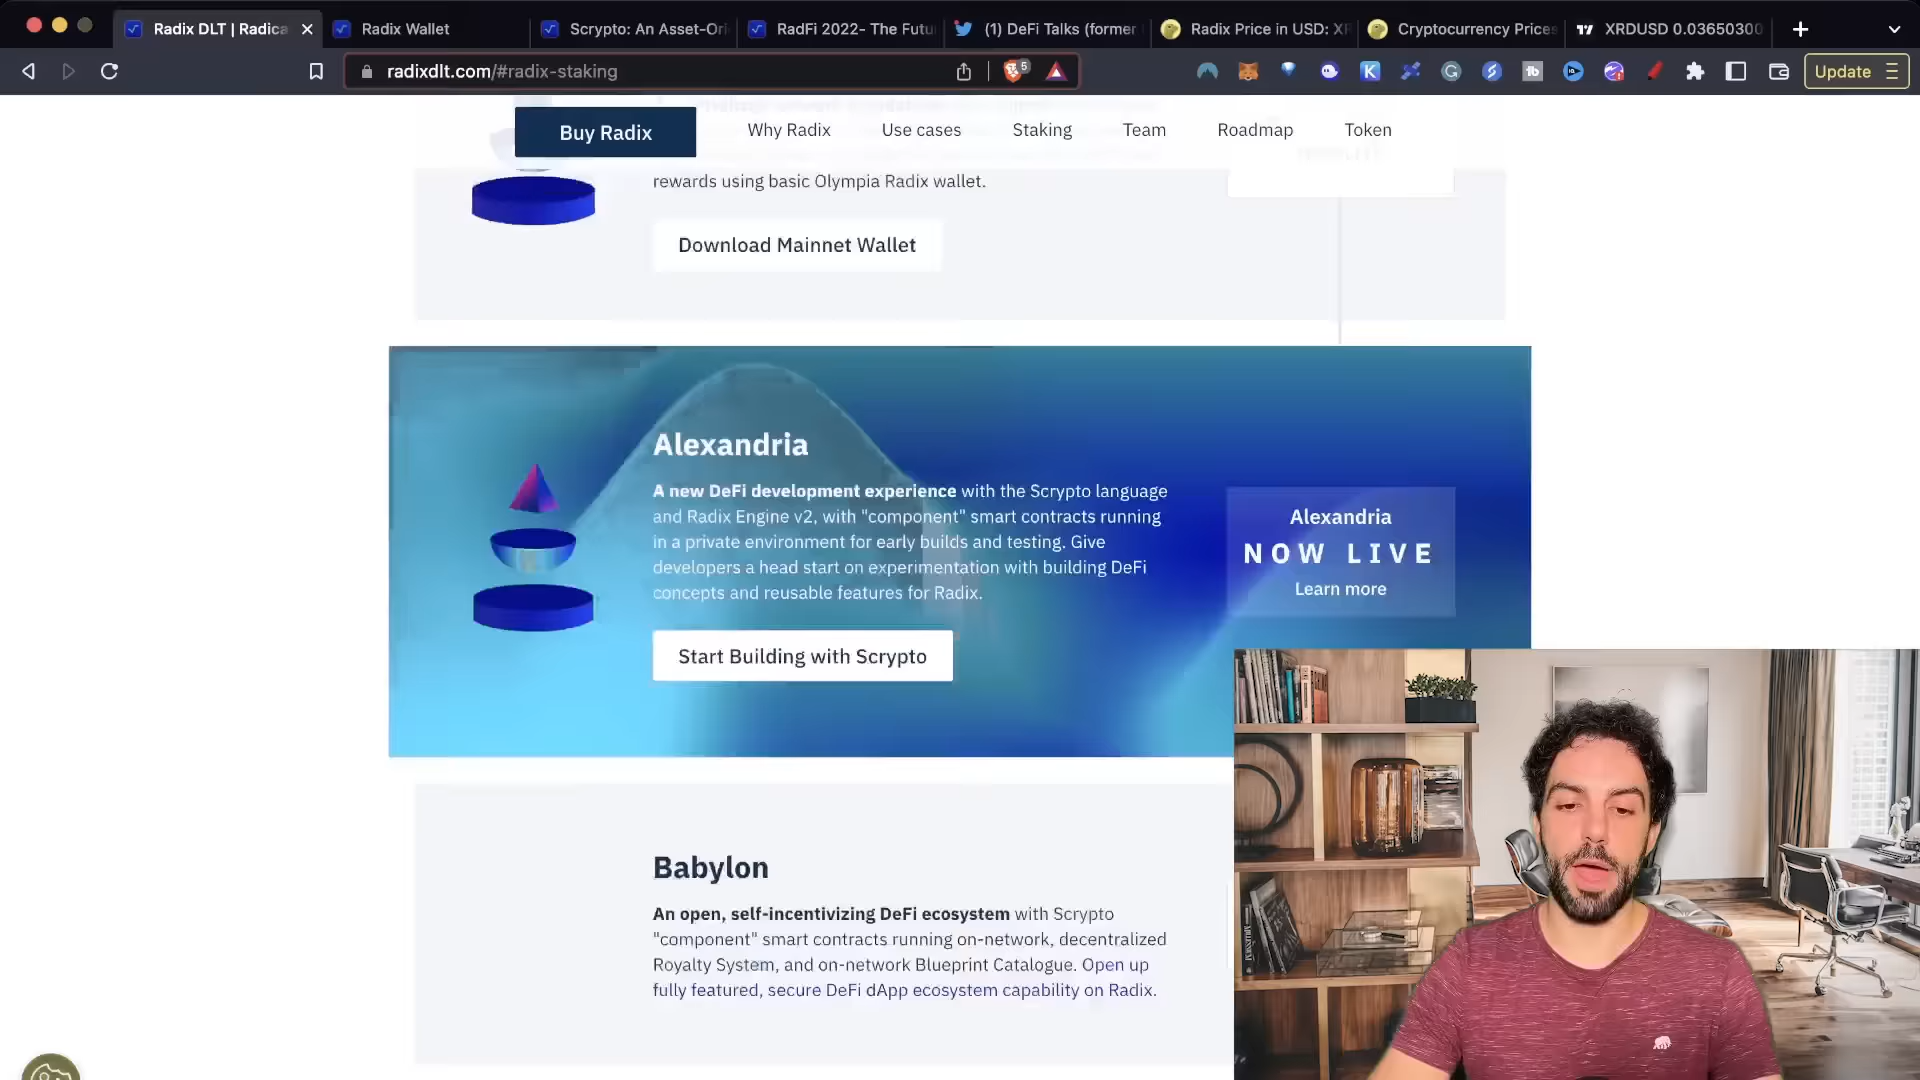 Radix DLT | Radica
Radix Wallet
Scrypto: An Asset-Ori
RadFi 2022- The Futu
(1) DeFi Talks (former
Radix Price in USD: XR
Cryptocurrency Prices
XRDUSD 0.03650300
radixdlt.com/#radix-staking
5
Update
Buy Radix
Why Radix
Use cases
Staking
Team
Roadmap
Token
rewards using basic Olympia Radix wallet.
Download Mainnet Wallet
Alexandria
A new DeFi development experience with the Scrypto language
and Radix Engine v2, with "component" smart contracts running
in a private environment for early builds and testing. Give
developers a head start on experimentation with building DeFi
concepts and reusable features for Radix.
Start Building with Scrypto
Alexandria
NOW LIVE
Learn more
Babylon
An open, self-incentivizing DeFi ecosystem with Scrypto
"component" smart contracts running on-network, decentralized
Royalty System, and on-network Blueprint Catalogue. Open up
fully featured, secure DeFi dApp ecosystem capability on Radix.